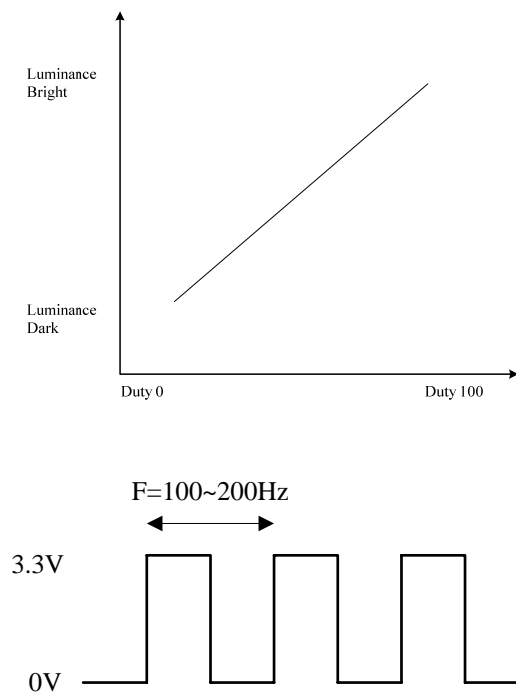 Luminance
Bright
Luminance
Dark
Duty 0
Duty 100
F=100~200Hz
3.3V
0V